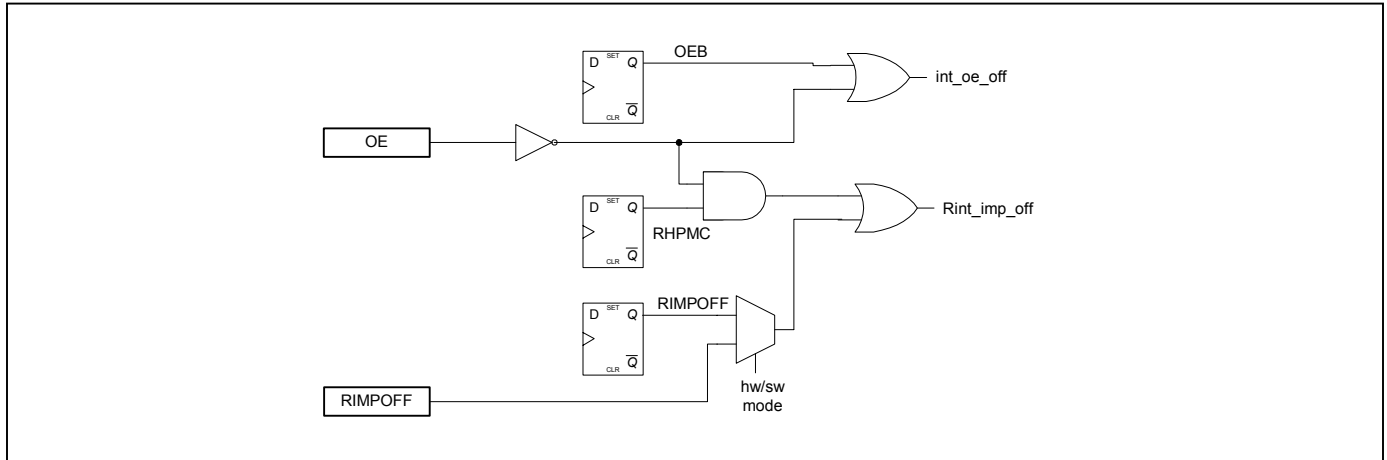 OEB
D SET Q
Q
CLR
int_oe_off
OE
D SET Q
RHPMC
Q
CLR
Rint_imp_off
D SET Q
RIMPOFF
Q
CLR
hw/sw
mode
RIMPOFF